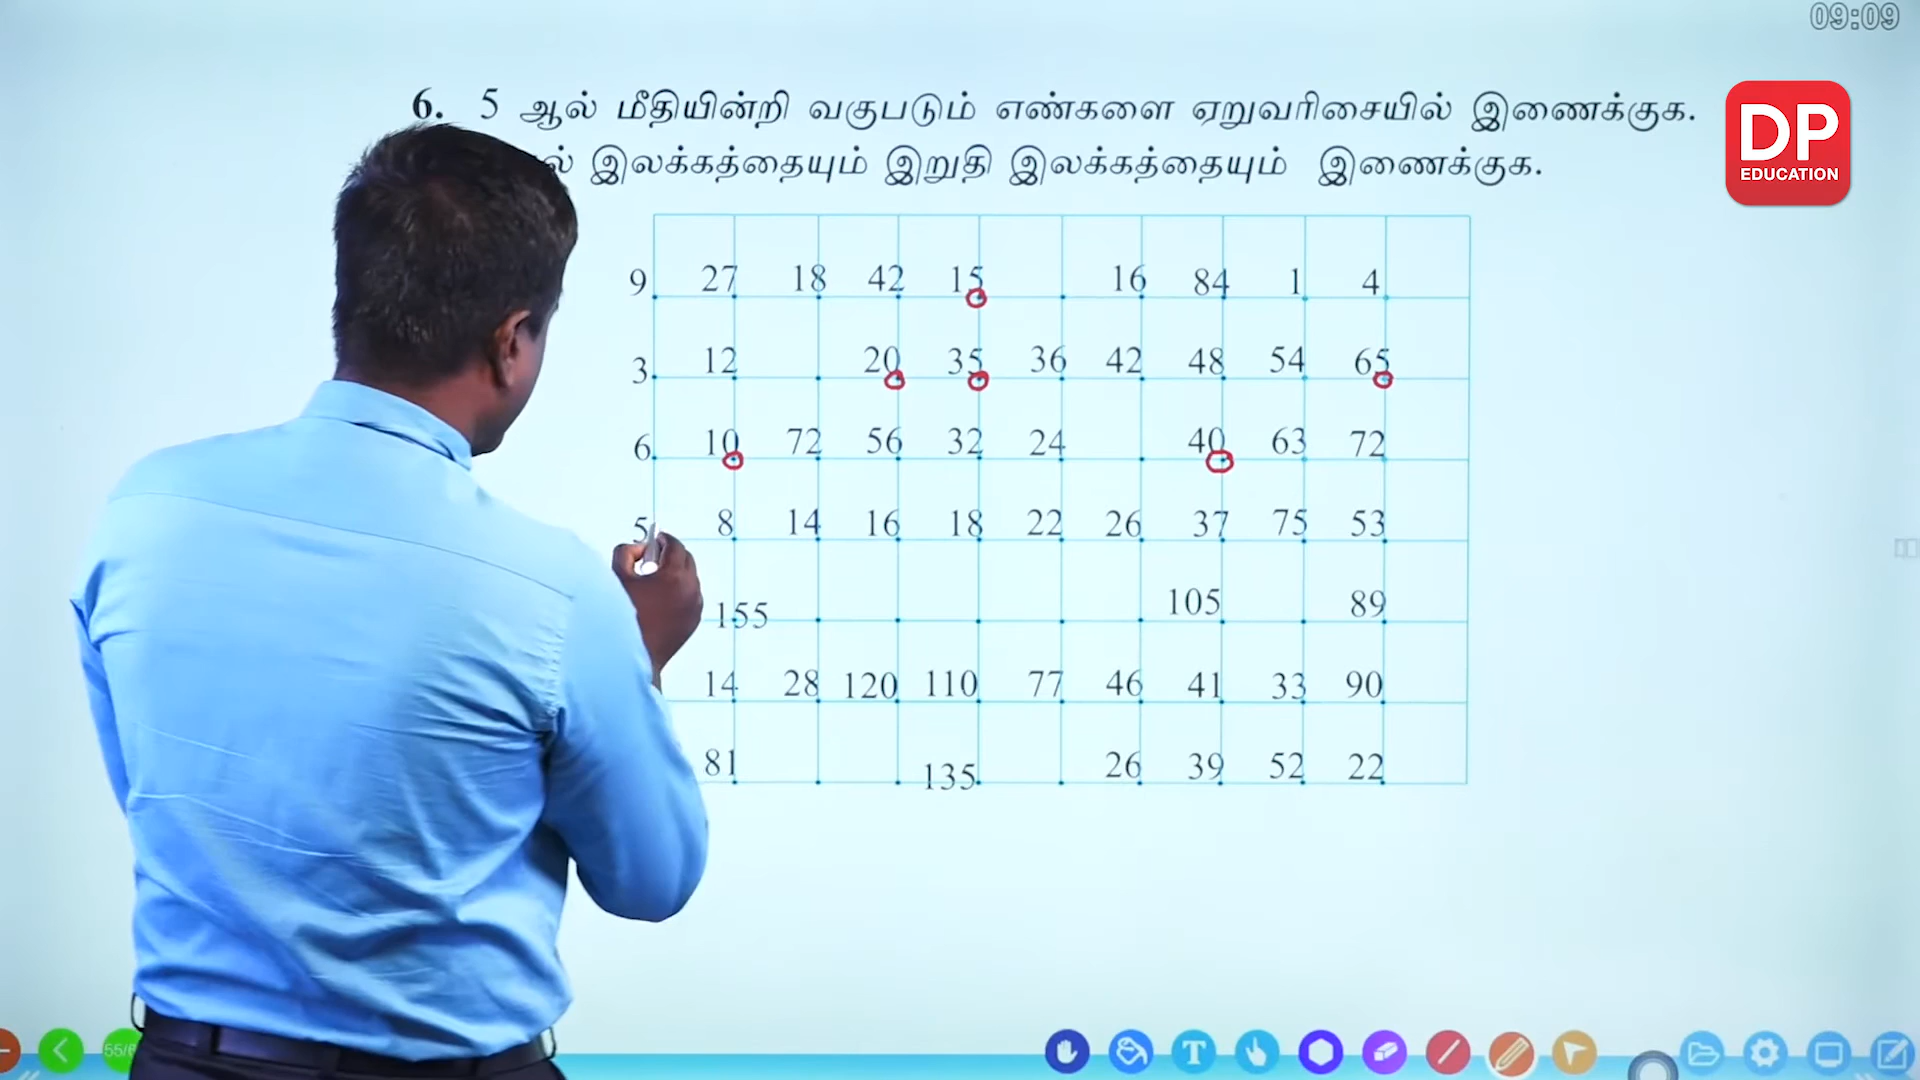 09:09
6. 5 ஆல் மீதியின்றி வகுபடும் எண்களை ஏறுவரிசையில் இணைக்குக.
இலக்கத்தையும் இறுதி இலக்கத்தையும் இணைக்குக.
DP
EDUCATION
9 27 18 42 15 16 84 1 4
3 12 20 35 36 42 48 54 65
6 10 72 56 32 24 40 63 72
5 8 14 16 18 22 26 37 75 53
155 105 89
14 28 120 110 77 46 41 33 90
81 135 26 39 52 22
T